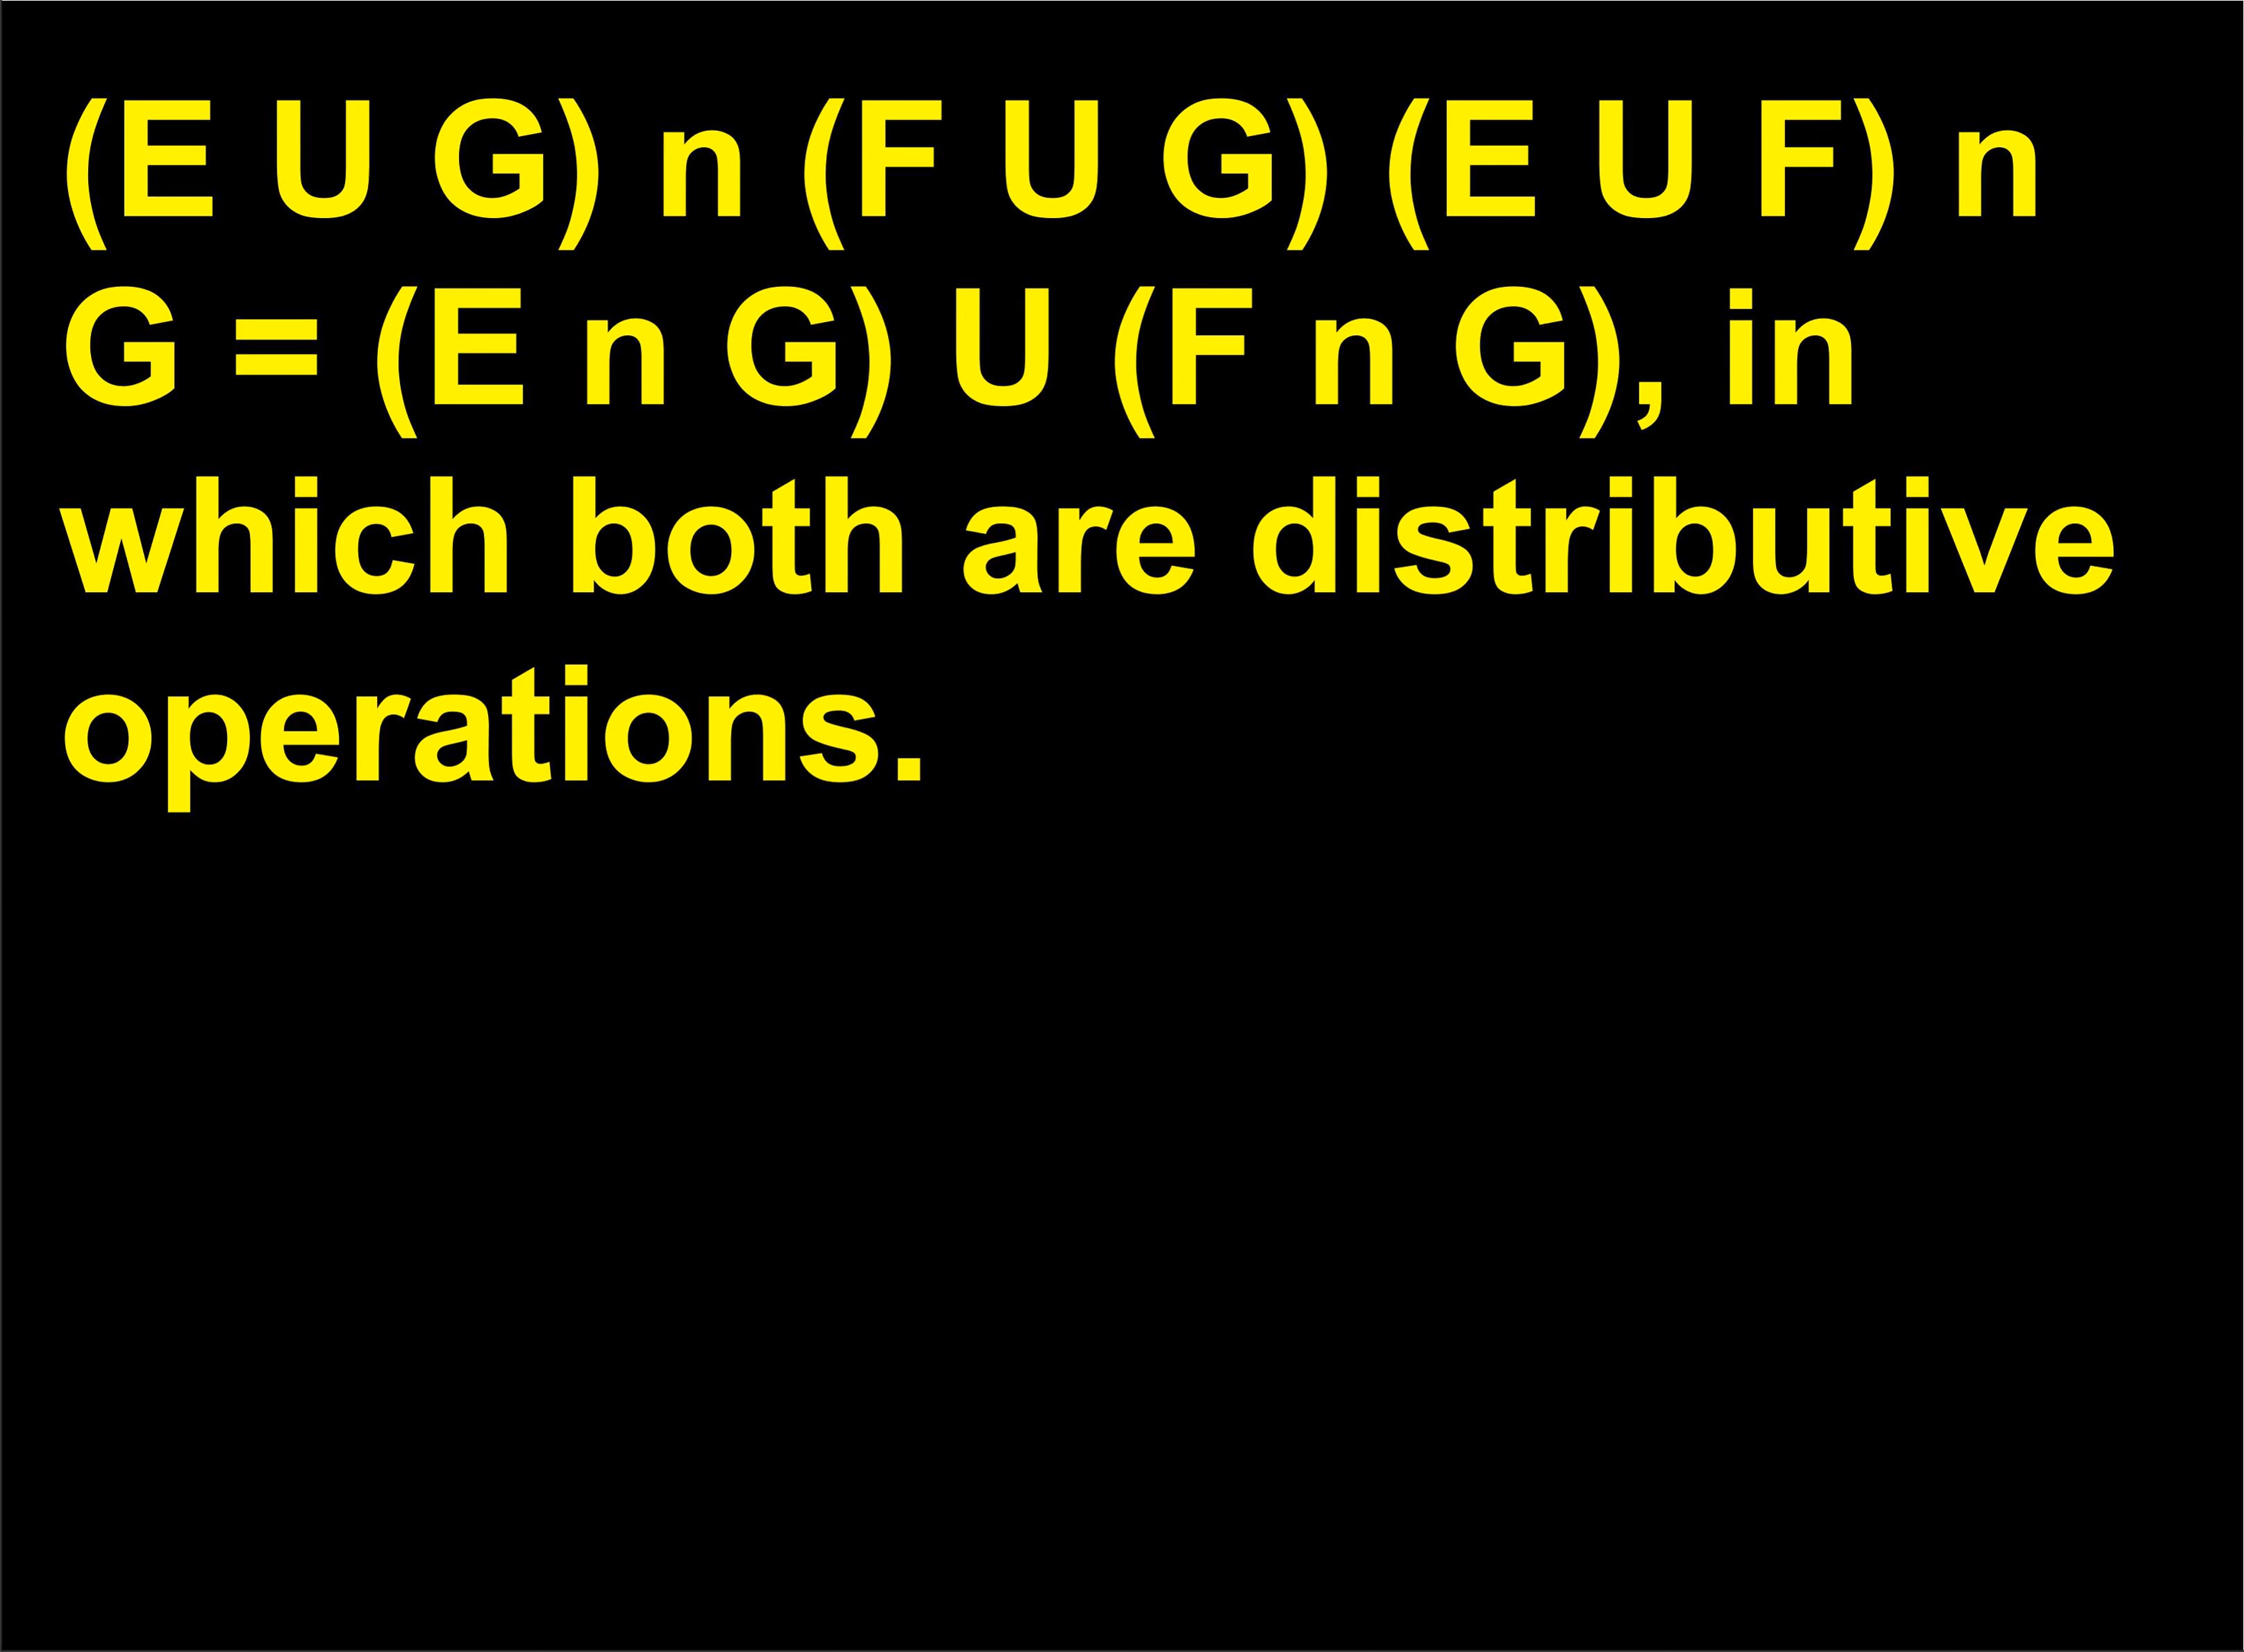 (E U G) n (F U G) (E U F) n
G = (E n G) U (F n G), in
which both are distributive
operations.